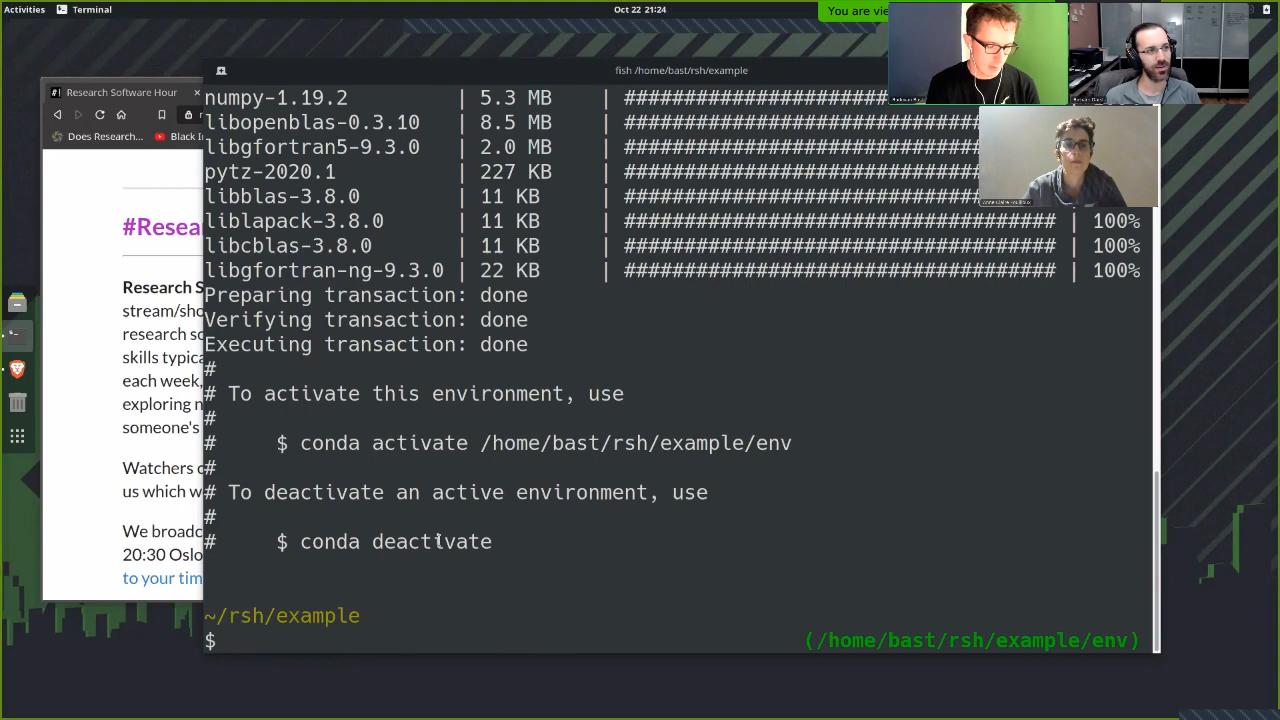 Activities Terminal Oct 22 21:24 You are vie
fish /home/bast/rsh/example
#! Research Software Hour ×
Does Research... Black
#Resea
Research S
stream/sho
research so
skills typica
each week,
exploring n
someone's
Watchers
us which w
We broadc
20:30 Oslo
to your tim
numpy-1.19.2 | 5.3 MB | ##############################
libopenblas-0.3.10 | 8.5 MB | ##############################
libgfortran5-9.3.0 | 2.0 MB | ##############################
pytz-2020.1 | 227 KB | ##############################
libblas-3.8.0 | 11 KB | ##############################
liblapack-3.8.0 | 11 KB | #################################### | 100%
libcblas-3.8.0 | 11 KB | #################################### | 100%
libgfortran-ng-9.3.0 | 22 KB | #################################### | 100%
Preparing transaction: done
Verifying transaction: done
Executing transaction: done
#
# To activate this environment, use
#
# $ conda activate /home/bast/rsh/example/env
#
# To deactivate an active environment, use
#
# $ conda deactivate
~/rsh/example
$ (/home/bast/rsh/example/env)